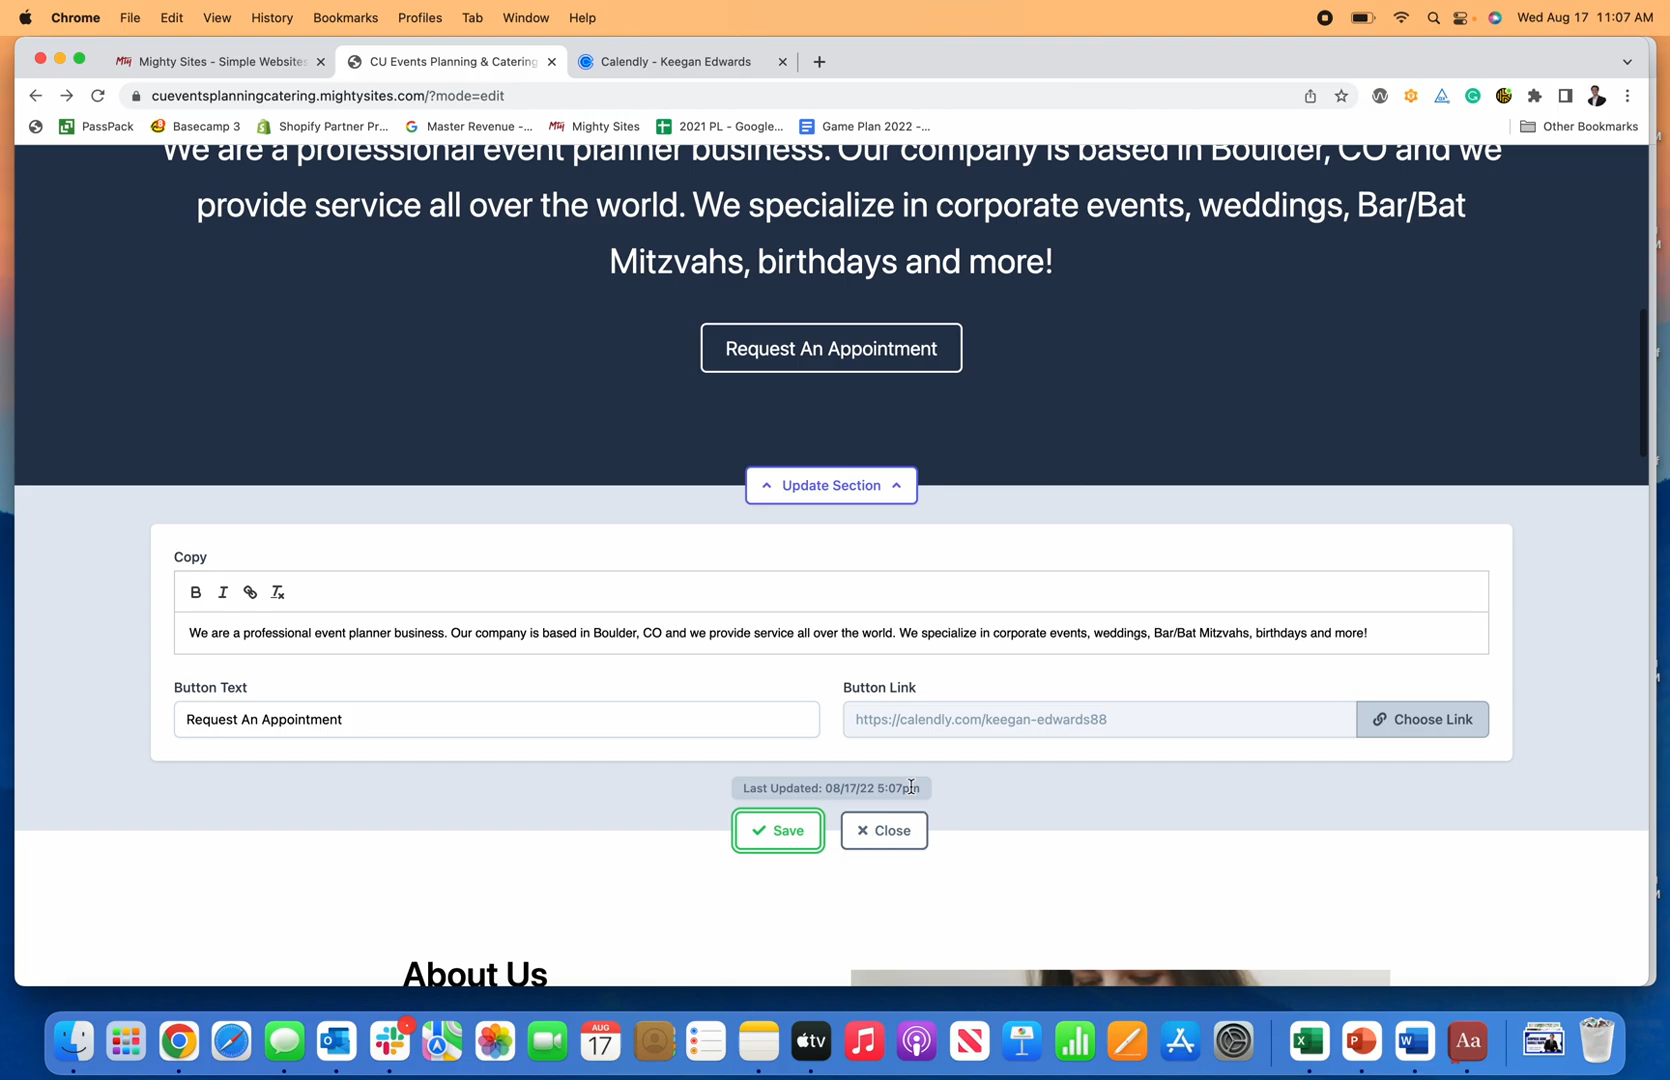 Chrome File Edit View History Bookmarks Profiles Tab Window Help Wed Aug 17 11:07 AM
Mighty Sites - Simple Websites CU Events Planning & Catering Calendly - Keegan Edwards
cueventsplanningcatering.mightysites.com/?mode=edit
PassPack Basecamp 3 Shopify Partner Pr... Master Revenue -... Mighty Sites 2021 PL - Google... Game Plan 2022 -... Other Bookmarks
We are a professional event planner business. Our company is based in Boulder, CO and we
provide service all over the world. We specialize in corporate events, weddings, Bar/Bat
Mitzvahs, birthdays and more!
Request An Appointment
Update Section
Copy
We are a professional event planner business. Our company is based in Boulder, CO and we provide service all over the world. We specialize in corporate events, weddings, Bar/Bat Mitzvahs, birthdays and more!
Button Text
Request An Appointment
Button Link
https://calendly.com/keegan-edwards88
Choose Link
Last Updated: 08/17/22 5:07pm
Save
Close
About Us
AUG
17
tv
Aa